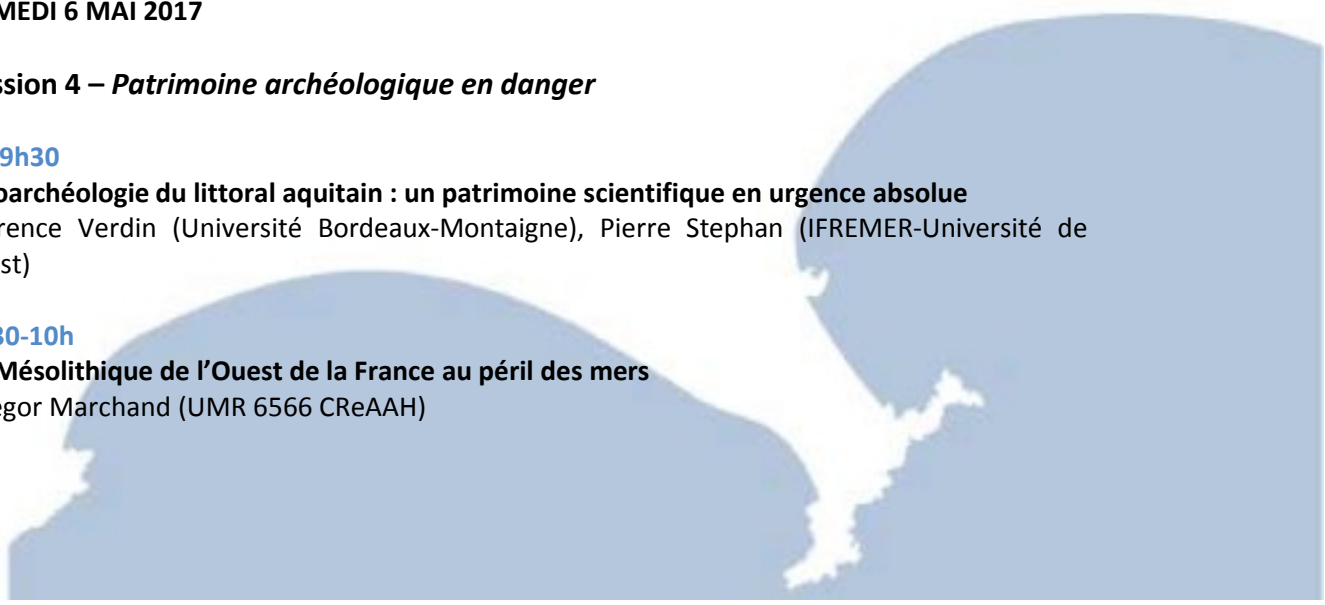 MEDI 6 MAI 2017
ssion 4 – Patrimoine archéologique en danger
9h30
oarchéologie du littoral aquitain : un patrimoine scientifique en urgence absolue
rence Verdin (Université Bordeaux-Montaigne), Pierre Stephan (IFREMER-Université de
st)
30-10h
Mésolithique de l’Ouest de la France au péril des mers
egor Marchand (UMR 6566 CReAAH)